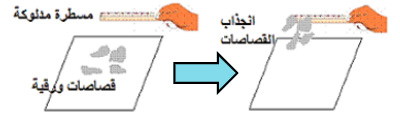 مسطرة مدلوكة
قصاصات ورقية
انجذاب
القصاصات